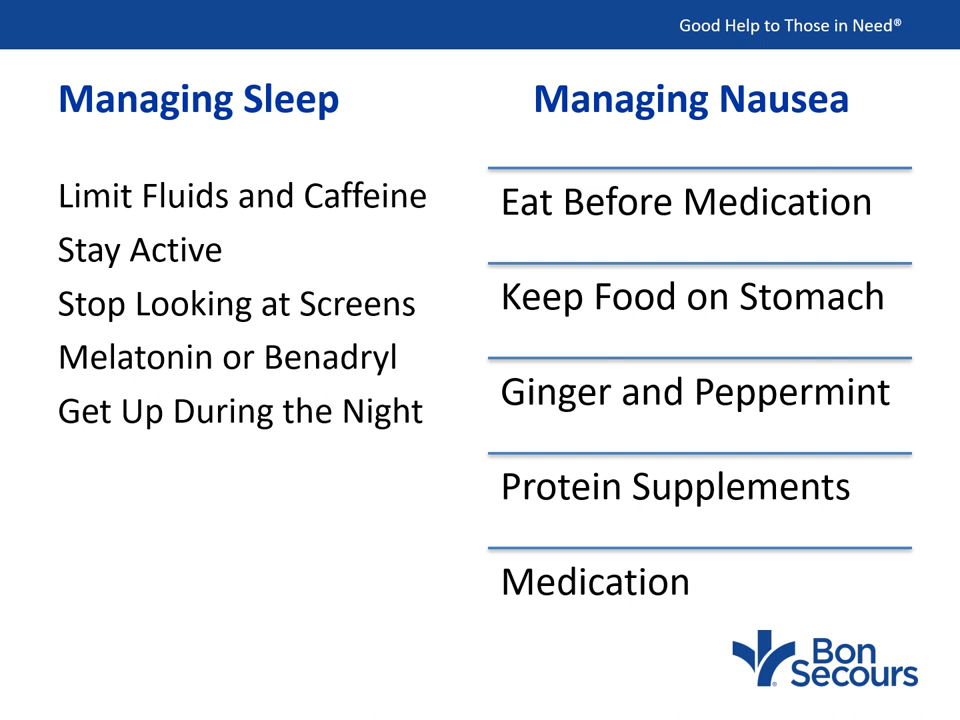 Good Help to Those in Need®
Managing Sleep
Limit Fluids and Caffeine
Stay Active
Stop Looking at Screens
Melatonin or Benadryl
Get Up During the Night
Managing Nausea
Eat Before Medication
Keep Food on Stomach
Ginger and Peppermint
Protein Supplements
Medication
Bon
Secours